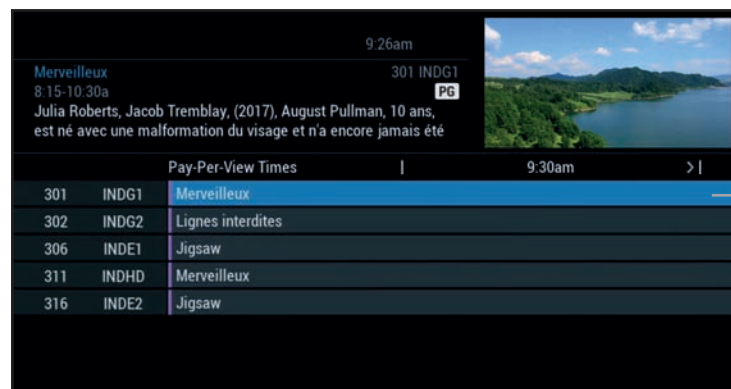 9:26am
Merveilleux 301 INDG1
8:15-10:30a PG
Julia Roberts, Jacob Tremblay, (2017), August Pullman, 10 ans,
est né avec une malformation du visage et n'a encore jamais été
Pay-Per-View Times | 9:30am >|
301 INDG1 Merveilleux
302 INDG2 Lignes interdites
306 INDE1 Jigsaw
311 INDHD Merveilleux
316 INDE2 Jigsaw